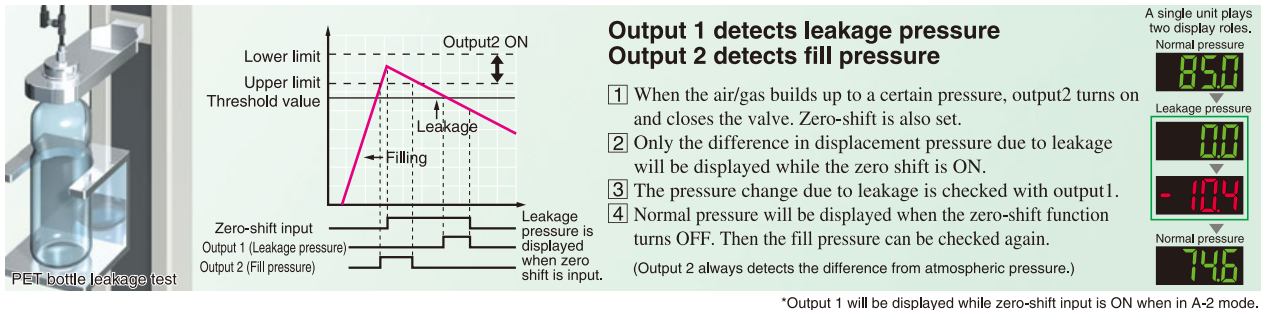 PET bottle leakage test
Lower limit
Upper limit
Threshold value
Output2 ON
Leakage
Filling
Zero-shift input
Output 1 (Leakage pressure)
Output 2 (Fill pressure)
Leakage
pressure is
displayed
when zero
shift is input.
Output 1 detects leakage pressure
Output 2 detects fill pressure
1 When the air/gas builds up to a certain pressure, output2 turns on
and closes the valve. Zero-shift is also set.
2 Only the difference in displacement pressure due to leakage
will be displayed while the zero shift is ON.
3 The pressure change due to leakage is checked with output1.
4 Normal pressure will be displayed when the zero-shift function
turns OFF. Then the fill pressure can be checked again.
(Output 2 always detects the difference from atmospheric pressure.)
A single unit plays
two display roles.
Normal pressure
85.0
Leakage pressure
0.0
- 10.4
Normal pressure
74.6
*Output 1 will be displayed while zero-shift input is ON when in A-2 mode.